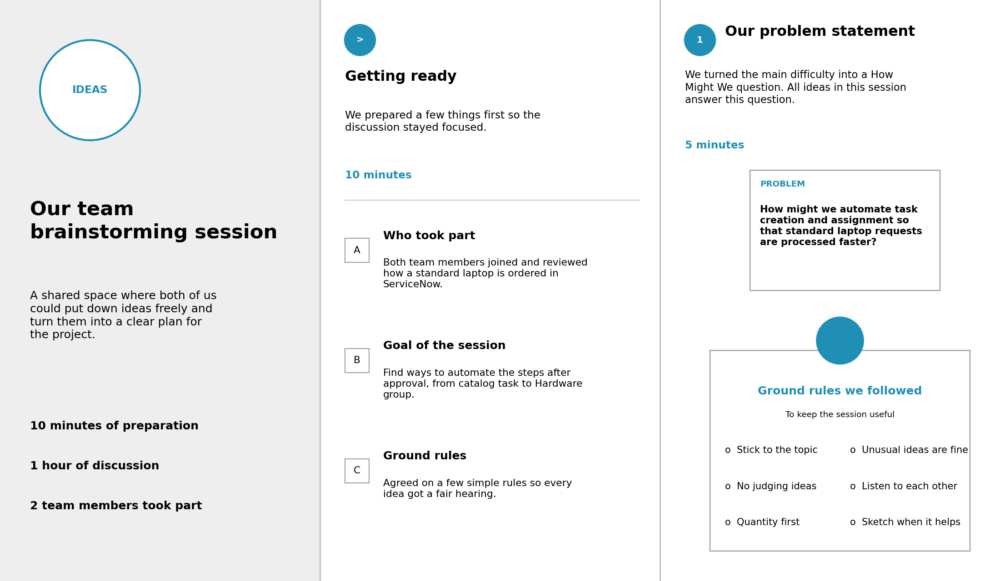 IDEAS
Our team
brainstorming session
A shared space where both of us
could put down ideas freely and
turn them into a clear plan for
the project.
10 minutes of preparation
1 hour of discussion
2 team members took part
>
Getting ready
We prepared a few things first so the
discussion stayed focused.
10 minutes
A
Who took part
Both team members joined and reviewed
how a standard laptop is ordered in
ServiceNow.
B
Goal of the session
Find ways to automate the steps after
approval, from catalog task to Hardware
group.
C
Ground rules
Agreed on a few simple rules so every
idea got a fair hearing.
1
Our problem statement
We turned the main difficulty into a How
Might We question. All ideas in this session
answer this question.
5 minutes
PROBLEM
How might we automate task
creation and assignment so
that standard laptop requests
are processed faster?
Ground rules we followed
To keep the session useful
o Stick to the topic
o Unusual ideas are fine
o No judging ideas
o Listen to each other
o Quantity first
o Sketch when it helps